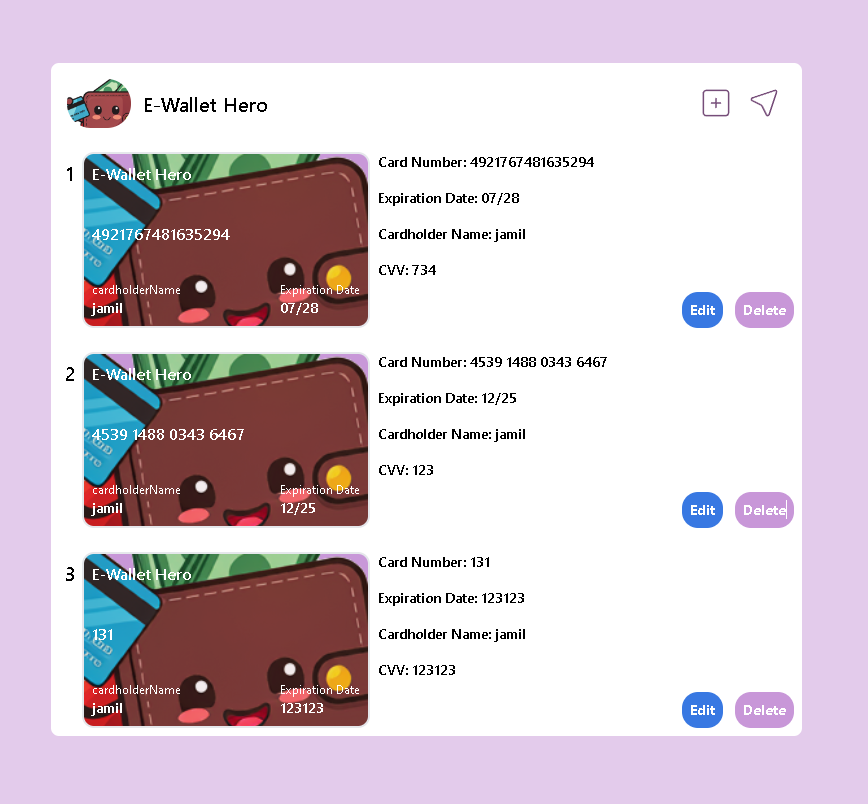 E-Wallet Hero
1
E-Wallet Hero
4921767481635294
cardholderName
Expiration Date
jamil
07/28
Card Number: 4921767481635294
Expiration Date: 07/28
Cardholder Name: jamil
CVV: 734
Edit
Delete
2
E-Wallet Hero
4539 1488 0343 6467
cardholderName
Expiration Date
jamil
12/25
Card Number: 4539 1488 0343 6467
Expiration Date: 12/25
Cardholder Name: jamil
CVV: 123
Edit
Delete
3
E-Wallet Hero
131
cardholderName
Expiration Date
jamil
123123
Card Number: 131
Expiration Date: 123123
Cardholder Name: jamil
CVV: 123123
Edit
Delete